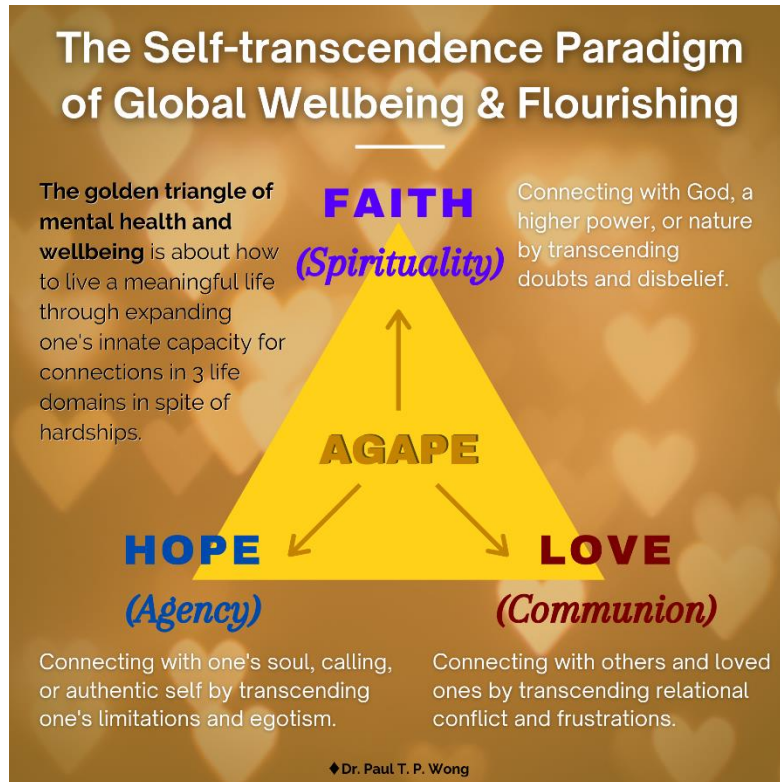 The Self-transcendence Paradigm
of Global Wellbeing & Flourishing
The golden triangle of
mental health and
wellbeing is about how
to live a meaningful life
through expanding
one's innate capacity for
connections in 3 life
domains in spite of
hardships.
FAITH
(Spirituality)
Connecting with God, a
higher power, or nature
by transcending
doubts and disbelief.
AGAPE
HOPE
(Agency)
Connecting with one's soul, calling,
or authentic self by transcending
one's limitations and egotism.
LOVE
(Communion)
Connecting with others and loved
ones by transcending relational
conflict and frustrations.
♦Dr. Paul T. P. Wong